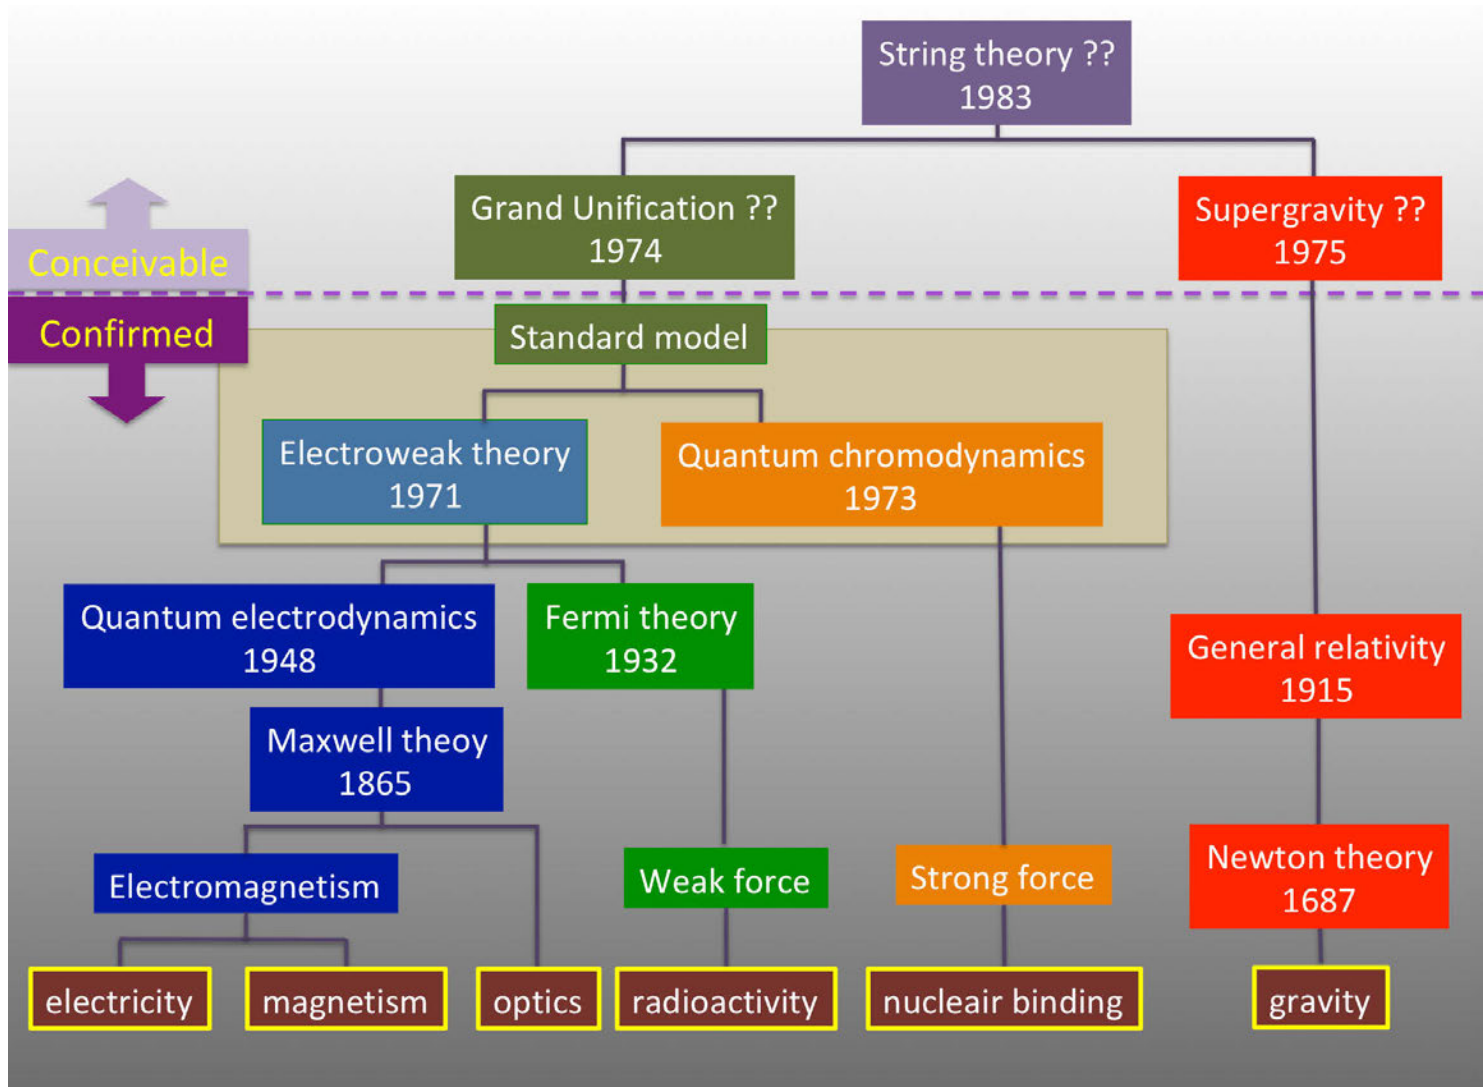 String theory ??
1983
Grand Unification ??
1974
Supergravity ??
1975
Conceivable
Confirmed
Standard model
Electroweak theory
1971
Quantum chromodynamics
1973
Quantum electrodynamics
1948
Fermi theory
1932
General relativity
1915
Maxwell theoy
1865
Electromagnetism
Weak force
Strong force
Newton theory
1687
electricity
magnetism
optics
radioactivity
nucleair binding
gravity